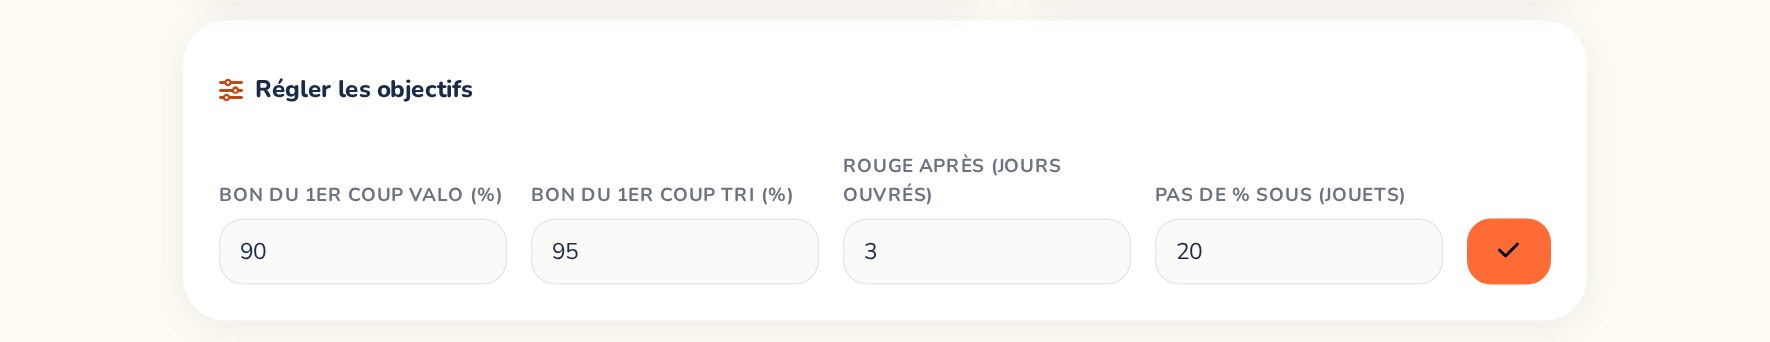 Régler les objectifs
BON DU 1ER COUP VALO (%)
BON DU 1ER COUP TRI (%)
ROUGE APRÈS (JOURS
OUVRÉS)
PAS DE % SOUS (JOUETS)
90
95
3
20